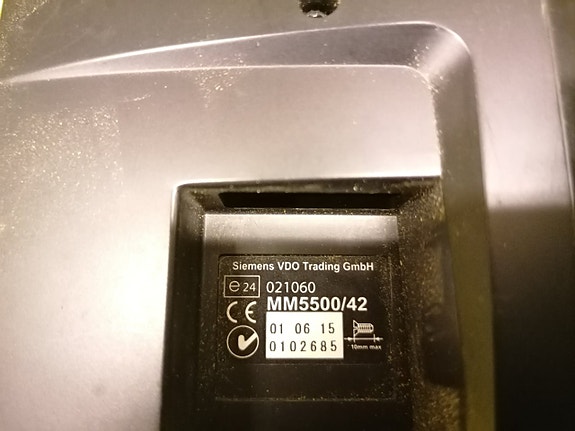 Siemens VDO Trading GmbH
e 24 021060
CE MM5500/42
01 06 15
0102685
10mm max